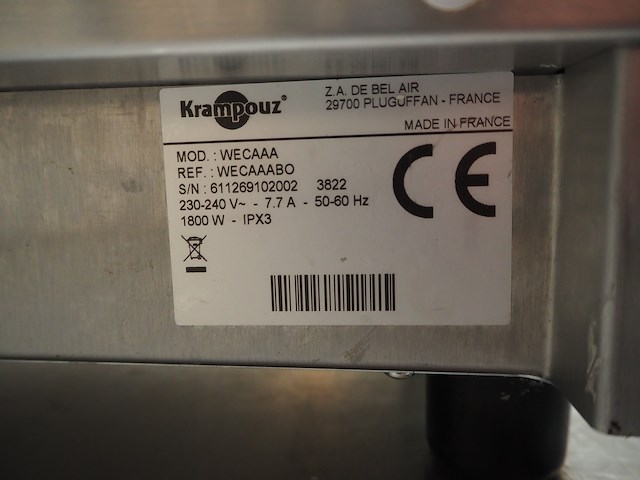 Krampouz®
Z.A. DE BEL AIR
29700 PLUGUFFAN - FRANCE
MADE IN FRANCE
MOD. : WECAAA
REF. : WECAAABO
S/N : 611269102002 3822
230-240 V~ - 7.7 A - 50-60 Hz
1800 W - IPX3
CE